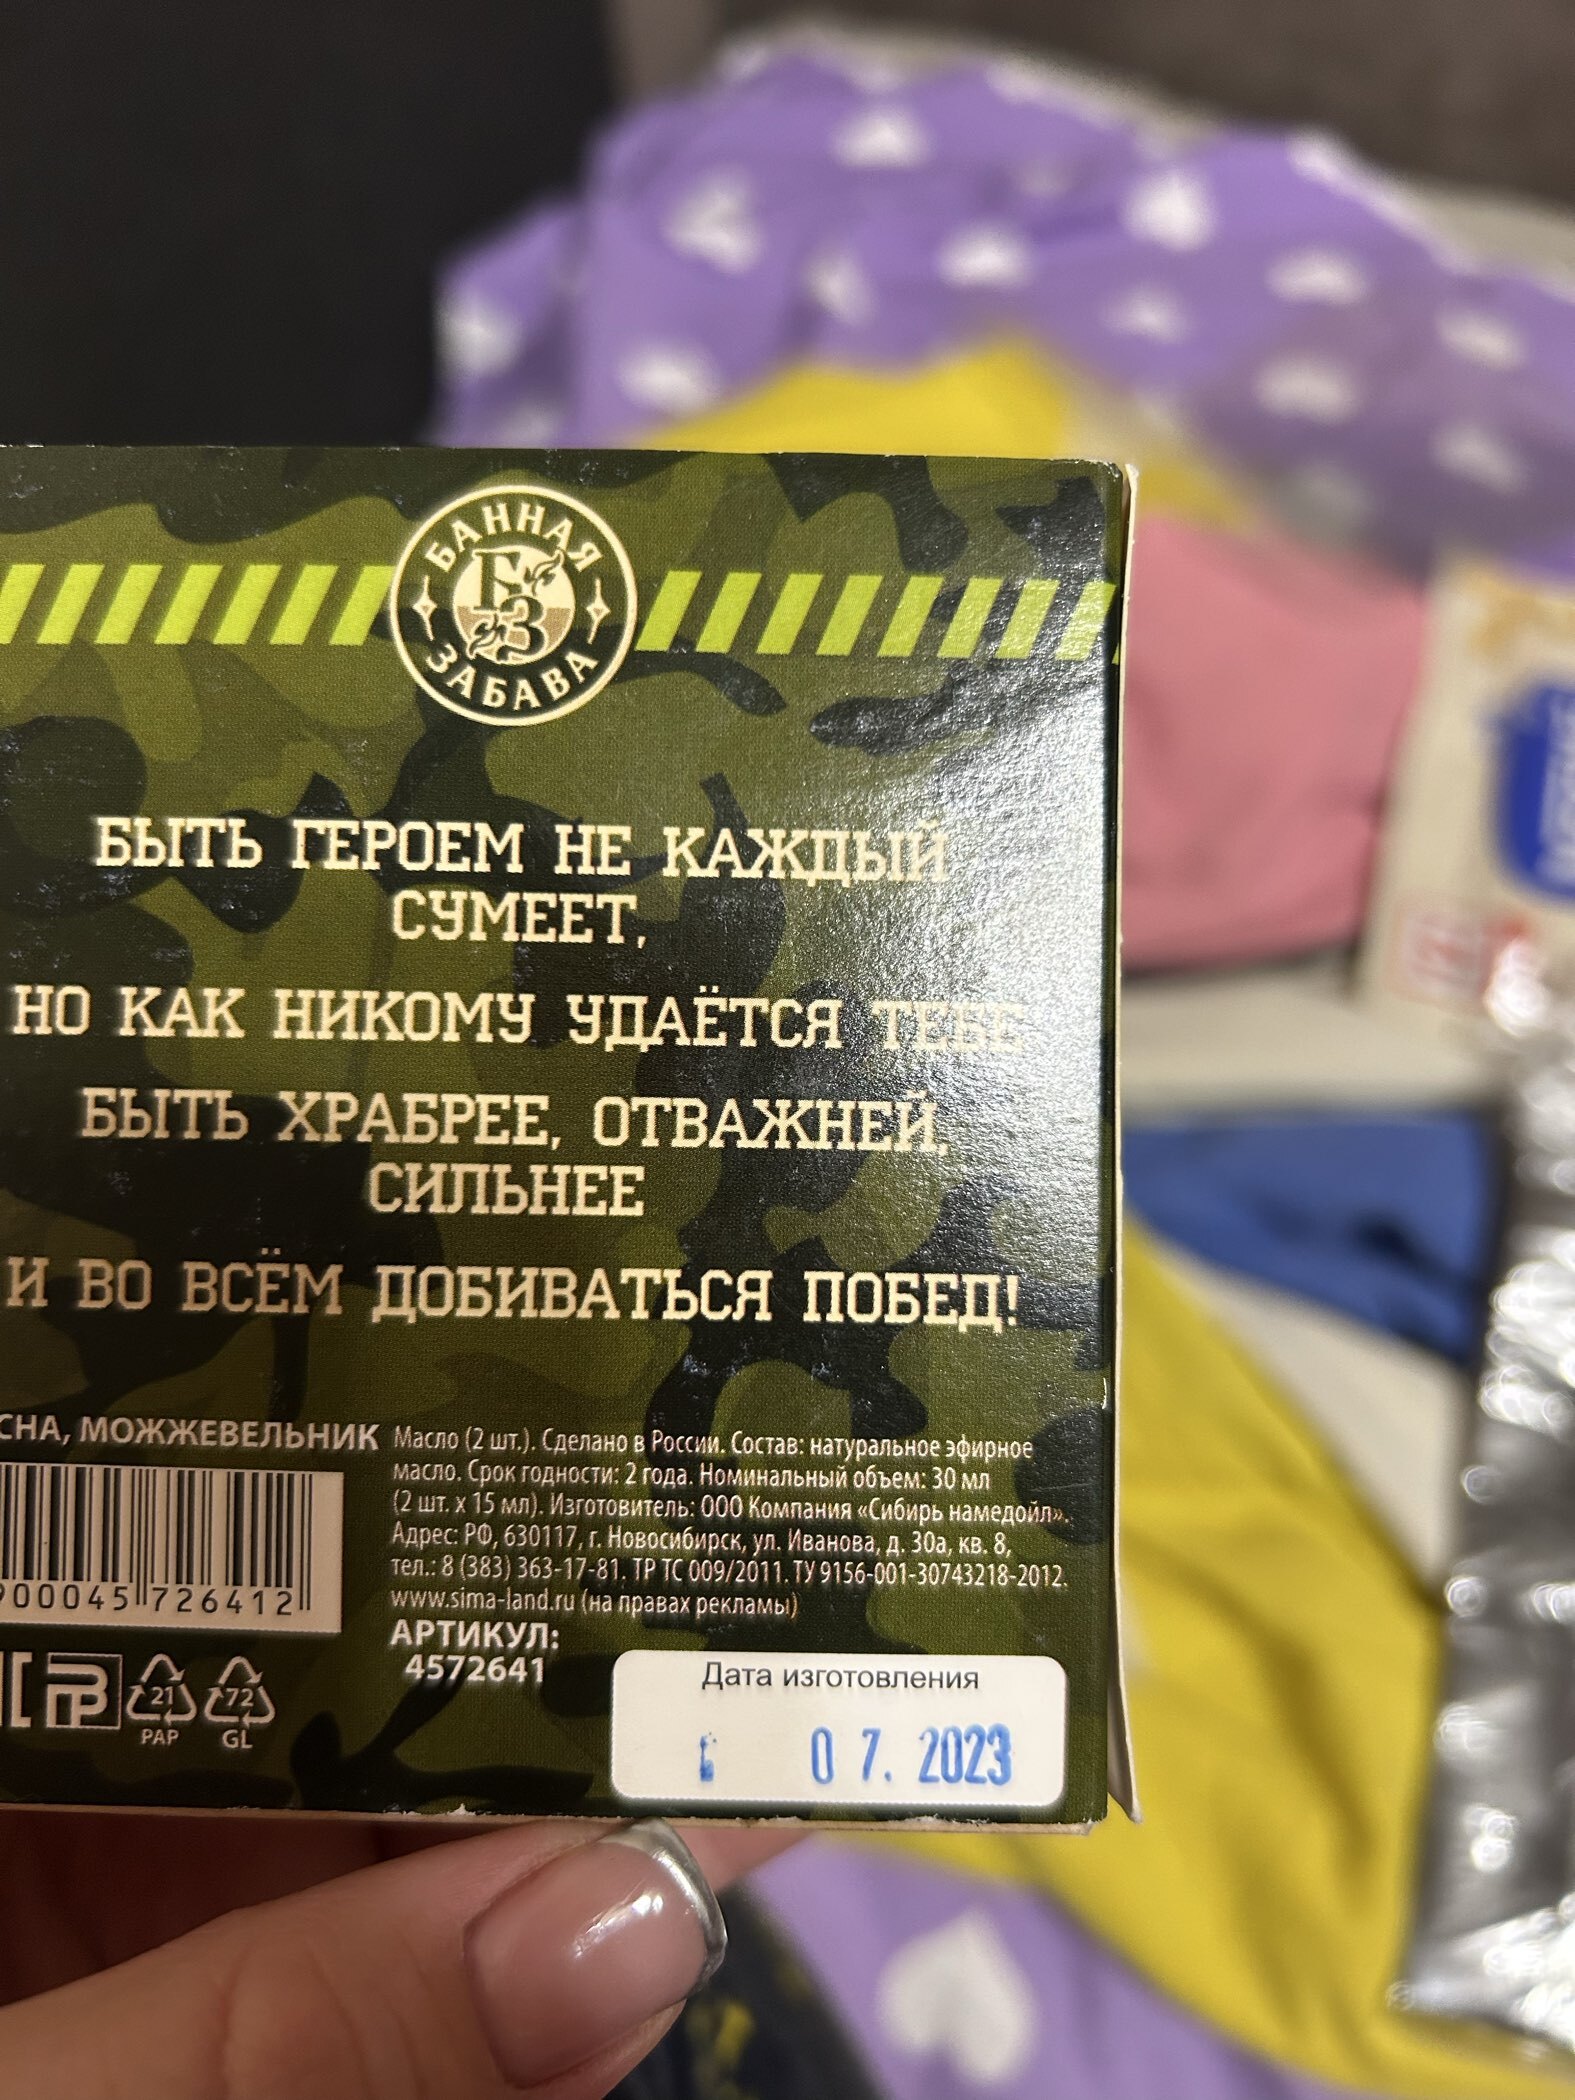 БАННАЯ
БЗ
ЗАБАВА
БЫТЬ ГЕРОЕМ НЕ КАЖДЫЙ
СУМЕЕТ,
НО КАК НИКОМУ УДАЁТСЯ ТЕБЕ
БЫТЬ ХРАБРЕЕ, ОТВАЖНЕЙ,
СИЛЬНЕЕ
И ВО ВСЁМ ДОБИВАТЬСЯ ПОБЕД!
СНА, МОЖЖЕВЕЛЬНИК
Масло (2 шт.). Сделано в России. Состав: натуральное эфирное
масло. Срок годности: 2 года. Номинальный объем: 30 мл
(2 шт. х 15 мл). Изготовитель: ООО Компания «Сибирь намедойл».
Адрес: РФ, 630117, г. Новосибирск, ул. Иванова, д. 30а, кв. 8,
тел.: 8 (383) 363-17-81. ТР ТС 009/2011. ТУ 9156-001-30743218-2012.
www.sima-land.ru (на правах рекламы)
АРТИКУЛ:
4572641
900045 726412
21
PAP
72
GL
Дата изготовления
07. 2023